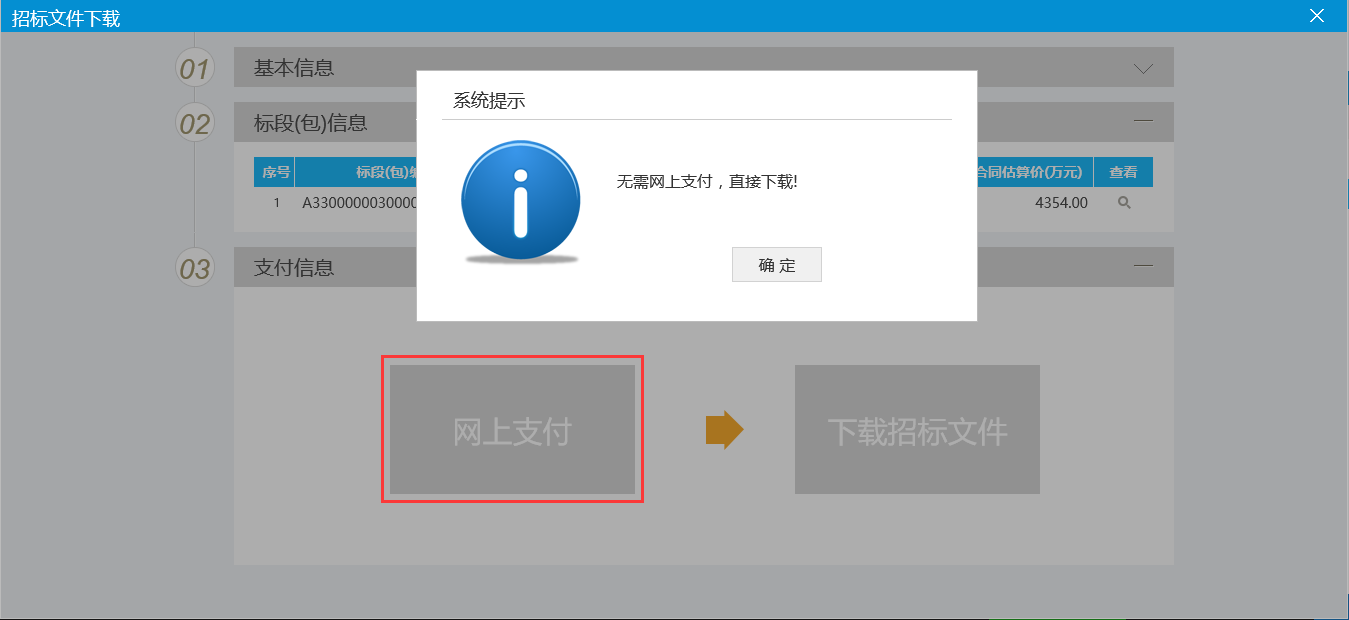 招标文件下载
01
基本信息
系统提示
02
标段(包)信息
序号
标段(包)
合同估算价(万元)
查看
无需网上支付，直接下载!
1
A3300000030000
4354.00
03
支付信息
确 定
网上支付
下载招标文件